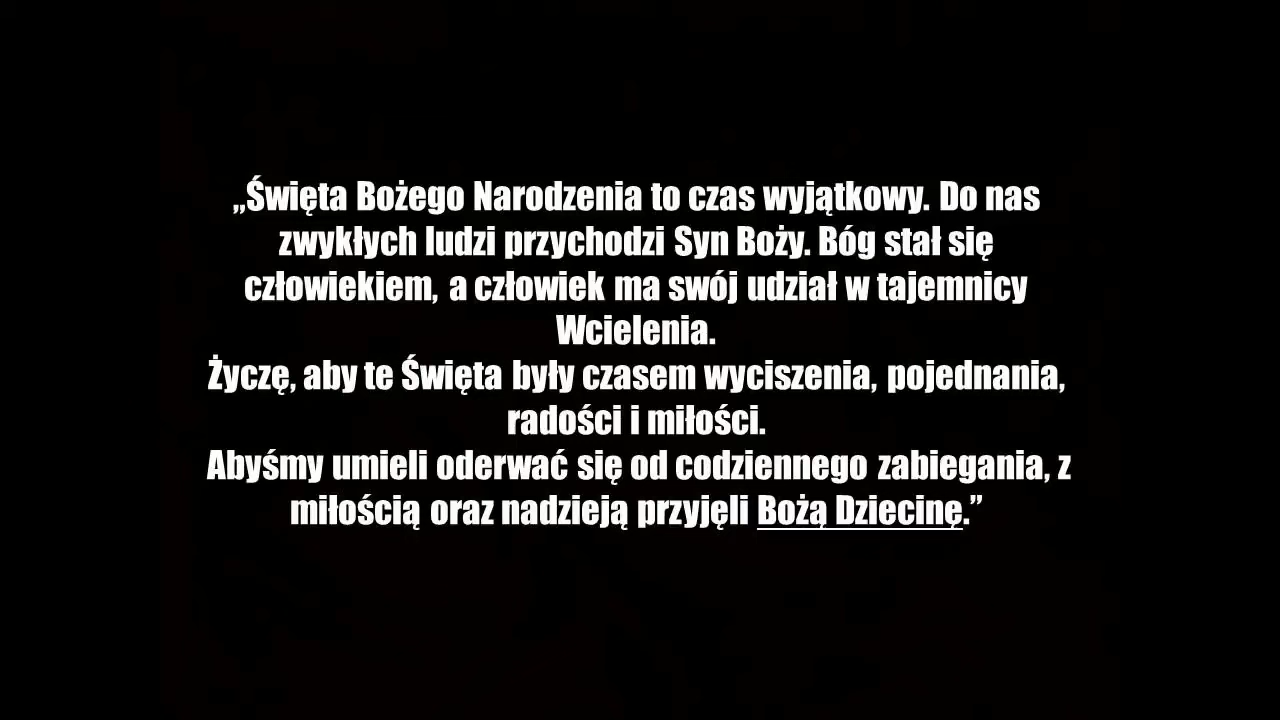 „Święta Bożego Narodzenia to czas wyjątkowy. Do nas
zwykłych ludzi przychodzi Syn Boży. Bóg stał się
człowiekiem, a człowiek ma swój udział w tajemnicy
Wcielenia.
Życzę, aby te Święta były czasem wyciszenia, pojednania,
radości i miłości.
Abyśmy umieli oderwać się od codziennego zabiegania, z
miłością oraz nadzieją przyjęli Bożą Dziecinę.”